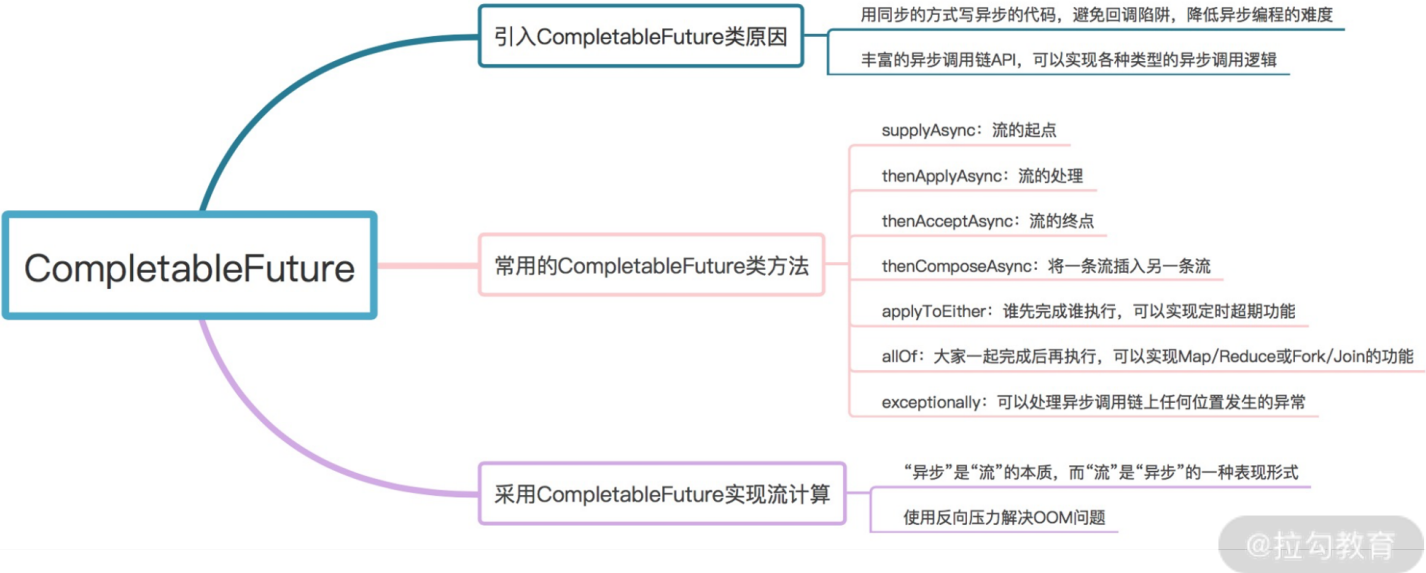 CompletableFuture
引入CompletableFuture类原因
用同步的方式写异步的代码，避免回调陷阱，降低异步编程的难度
丰富的异步调用链API，可以实现各种类型的异步调用逻辑
常用的CompletableFuture类方法
supplyAsync：流的起点
thenApplyAsync：流的处理
thenAcceptAsync：流的终点
thenComposeAsync：将一条流插入另一条流
applyToEither：谁先完成谁执行，可以实现定时超期功能
allOf：大家一起完成后再执行，可以实现Map/Reduce或Fork/Join的功能
exceptionally：可以处理异步调用链上任何位置发生的异常
采用CompletableFuture实现流计算
“异步”是“流”的本质，而“流”是“异步”的一种表现形式
使用反向压力解决OOM问题
@拉勾教育